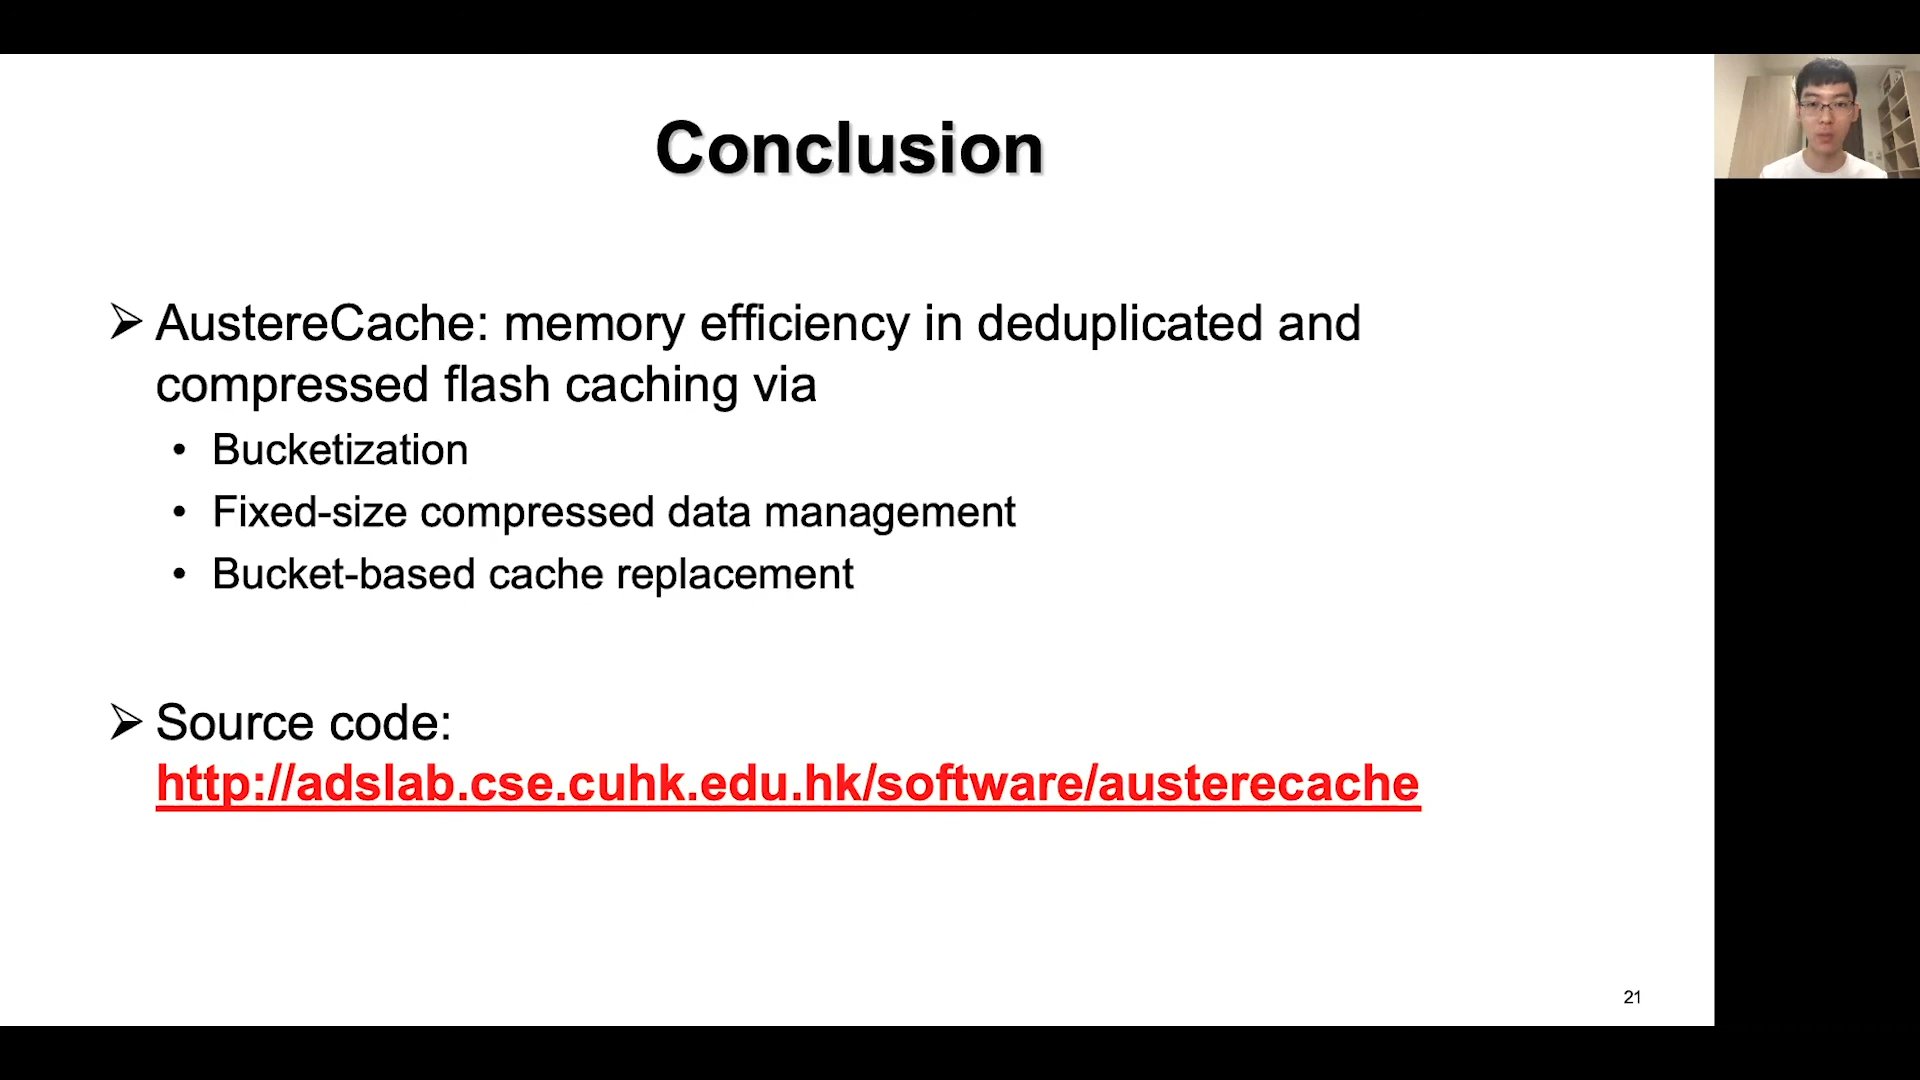 Conclusion
➢ AustereCache: memory efficiency in deduplicated and
compressed flash caching via
• Bucketization
• Fixed-size compressed data management
• Bucket-based cache replacement
➢ Source code:
http://adslab.cse.cuhk.edu.hk/software/austerecache
21